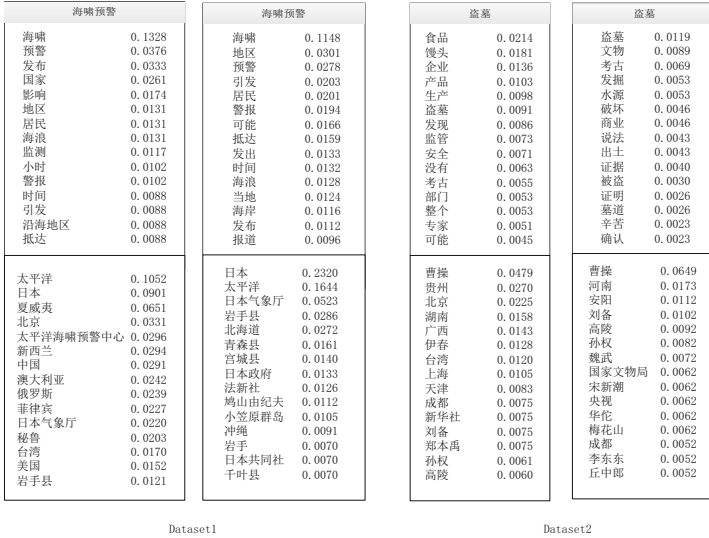 海啸预警
海啸 0.1328
预警 0.0376
发布 0.0333
国家 0.0261
影响 0.0174
地区 0.0131
居民 0.0131
海浪 0.0131
监测 0.0117
小时 0.0102
警报 0.0102
时间 0.0088
引发 0.0088
沿海地区 0.0088
抵达 0.0088
太平洋 0.1052
日本 0.0901
夏威夷 0.0651
北京 0.0331
太平洋海啸预警中心 0.0296
新西兰 0.0294
中国 0.0291
澳大利亚 0.0242
俄罗斯 0.0239
菲律宾 0.0227
日本气象厅 0.0220
秘鲁 0.0203
台湾 0.0170
美国 0.0152
岩手县 0.0121
海啸预警
海啸 0.1148
地区 0.0301
预警 0.0278
引发 0.0203
居民 0.0201
警报 0.0194
可能 0.0166
抵达 0.0159
发出 0.0133
时间 0.0132
海浪 0.0128
当地 0.0124
海岸 0.0116
发布 0.0112
报道 0.0096
日本 0.2320
太平洋 0.1644
日本气象厅 0.0523
岩手县 0.0286
北海道 0.0272
青森县 0.0161
宫城县 0.0140
日本政府 0.0133
法新社 0.0126
鸠山由纪夫 0.0112
小笠原群岛 0.0105
冲绳 0.0091
岩手 0.0070
日本共同社 0.0070
千叶县 0.0070
Dataset1
盗墓
食品 0.0214
馒头 0.0181
企业 0.0136
产品 0.0103
生产 0.0098
盗墓 0.0091
发现 0.0086
监管 0.0073
安全 0.0071
没有 0.0063
考古 0.0055
部门 0.0053
整个 0.0053
专家 0.0051
可能 0.0045
曹操 0.0479
贵州 0.0270
北京 0.0225
湖南 0.0158
广西 0.0143
伊春 0.0128
台湾 0.0120
上海 0.0105
天津 0.0083
成都 0.0075
新华社 0.0075
刘备 0.0075
郑本禹 0.0075
孙权 0.0061
高陵 0.0060
盗墓
盗墓 0.0119
文物 0.0089
考古 0.0069
发掘 0.0053
水源 0.0053
破坏 0.0046
商业 0.0046
说法 0.0043
出土 0.0043
证据 0.0040
被盗 0.0030
证明 0.0026
墓道 0.0026
辛苦 0.0023
确认 0.0023
曹操 0.0649
河南 0.0173
安阳 0.0112
刘备 0.0102
高陵 0.0092
孙权 0.0082
魏武 0.0072
国家文物局 0.0062
宋新潮 0.0062
央视 0.0062
华佗 0.0062
梅花山 0.0062
成都 0.0052
李东东 0.0052
丘中郎 0.0052
Dataset2